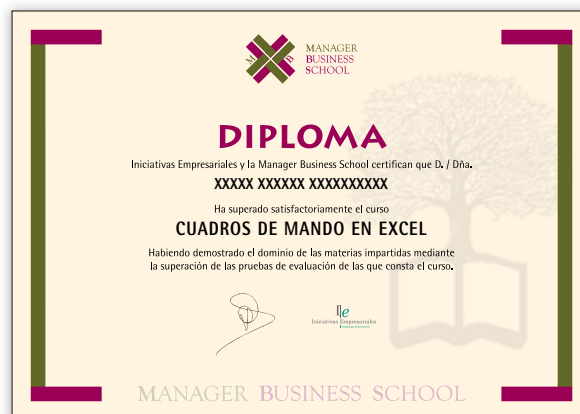 M B
MANAGER
BUSINESS
SCHOOL
DIPLOMA
Iniciativas Empresariales y la Manager Business School certifican que D. / Dña.
XXXXX XXXXXX XXXXXXXXXX
Ha superado satisfactoriamente el curso
CUADROS DE MANDO EN EXCEL
Habiendo demostrado el dominio de las materias impartidas mediante
la superación de las pruebas de evaluación de las que consta el curso.
Iniciativas Empresariales
MANAGER BUSINESS SCHOOL